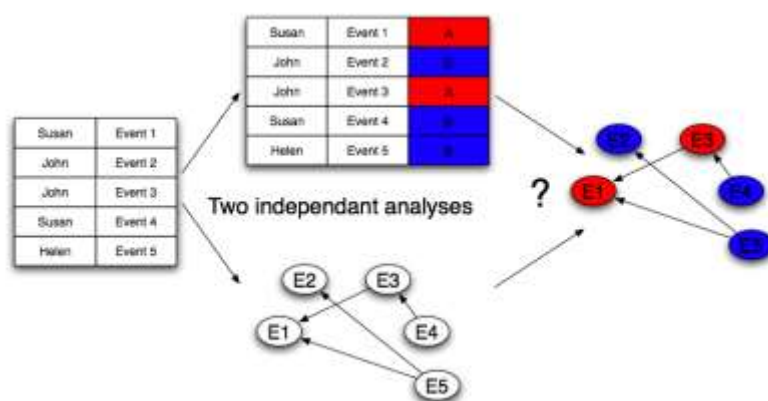 Susan Event 1 A
John Event 2 B
John Event 3 A
Susan Event 4 B
Helen Event 5 B
Susan Event 1
John Event 2
John Event 3
Susan Event 4
Helen Event 5
Two independant analyses
?
E2 E3
E1
E4
E5
E2 E3
E1
E4
E5